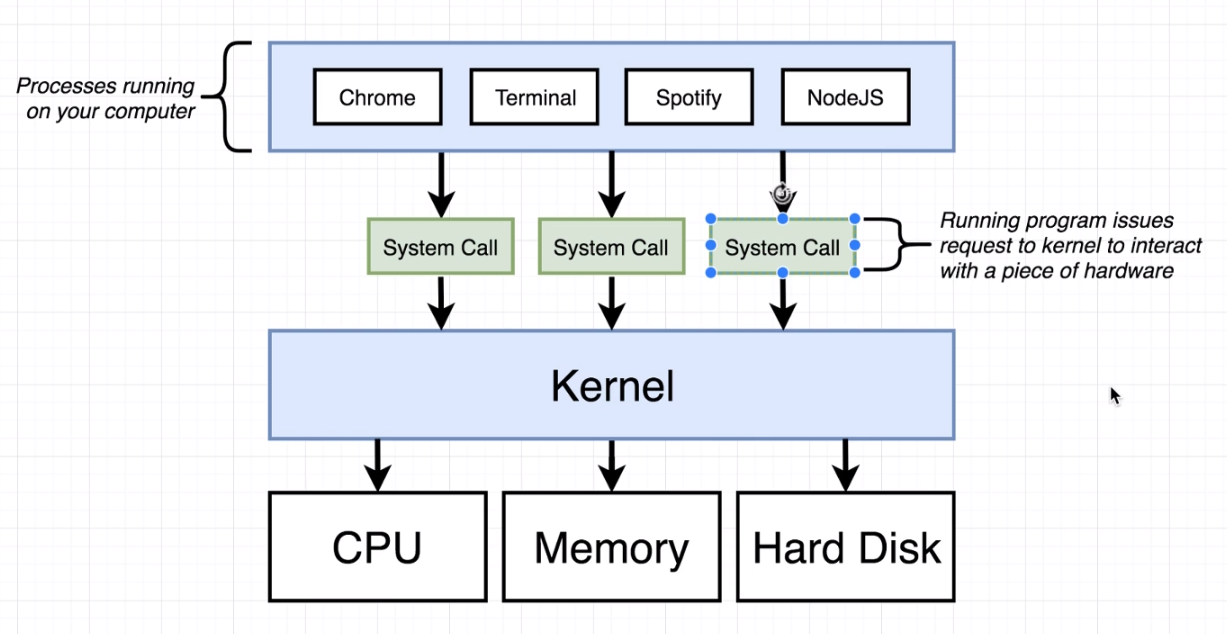 Processes running
on your computer
Chrome
Terminal
Spotify
NodeJS
System Call
System Call
System Call
Running program issues
request to kernel to interact
with a piece of hardware
Kernel
CPU
Memory
Hard Disk